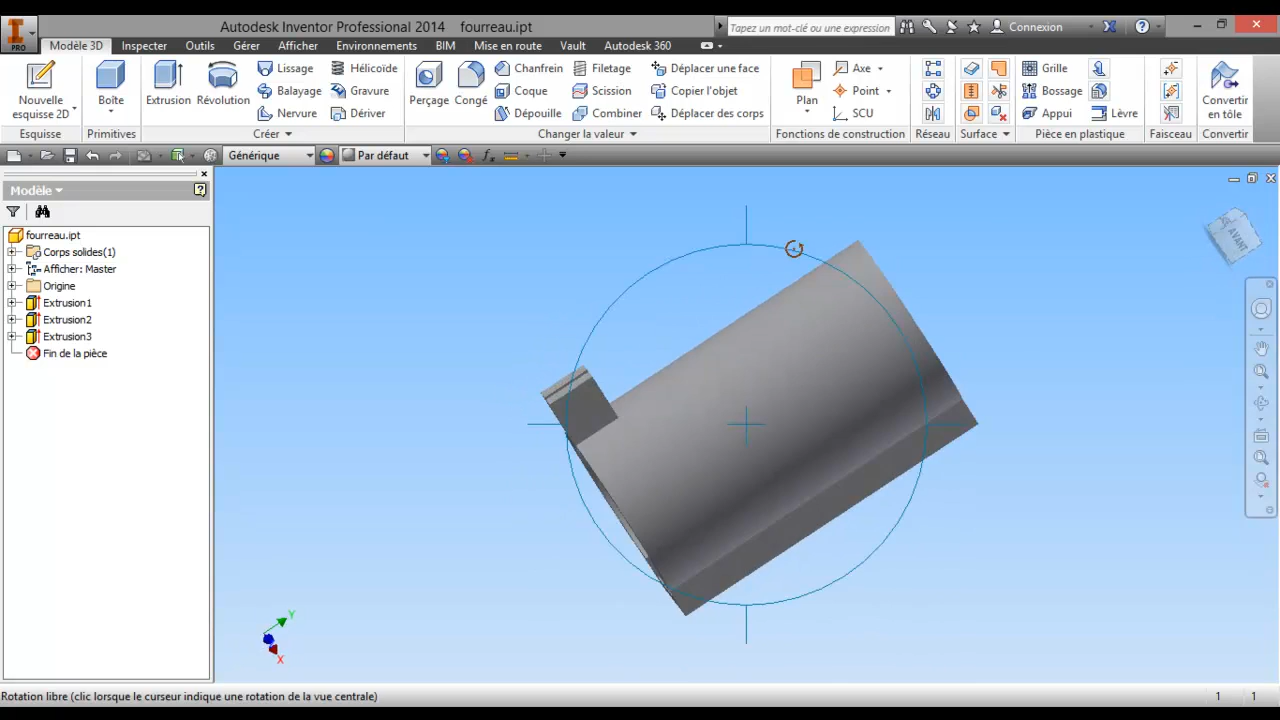 Autodesk Inventor Professional 2014 fourreau.ipt
Tapez un mot-clé ou une expression
Connexion
PRO
Modèle 3D Inspecter Outils Gérer Afficher Environnements BIM Mise en route Vault Autodesk 360
Nouvelle esquisse 2D
Esquisse
Boîte
Primitives
Extrusion
Révolution
Lissage
Balayage
Nervure
Hélicoïde
Gravure
Dériver
Créer
Perçage
Congé
Chanfrein
Coque
Dépouille
Filetage
Scission
Combiner
Déplacer une face
Copier l'objet
Déplacer des corps
Changer la valeur
Plan
Axe
Point
SCU
Fonctions de construction
Réseau
Surface
Grille
Bossage
Appui
Lèvre
Pièce en plastique
Faisceau
Convertir en tôle
Convertir
Générique
Par défaut
Modèle
fourreau.ipt
Corps solides(1)
Afficher: Master
Origine
Extrusion1
Extrusion2
Extrusion3
Fin de la pièce
AVANT
Y
X
Rotation libre (clic lorsque le curseur indique une rotation de la vue centrale)
1 1